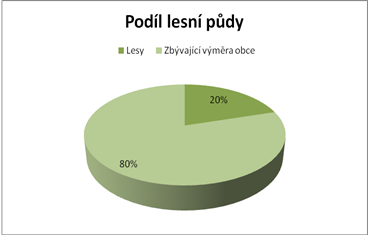 Podíl lesní půdy
Lesy Zbývající výměra obce
20%
80%